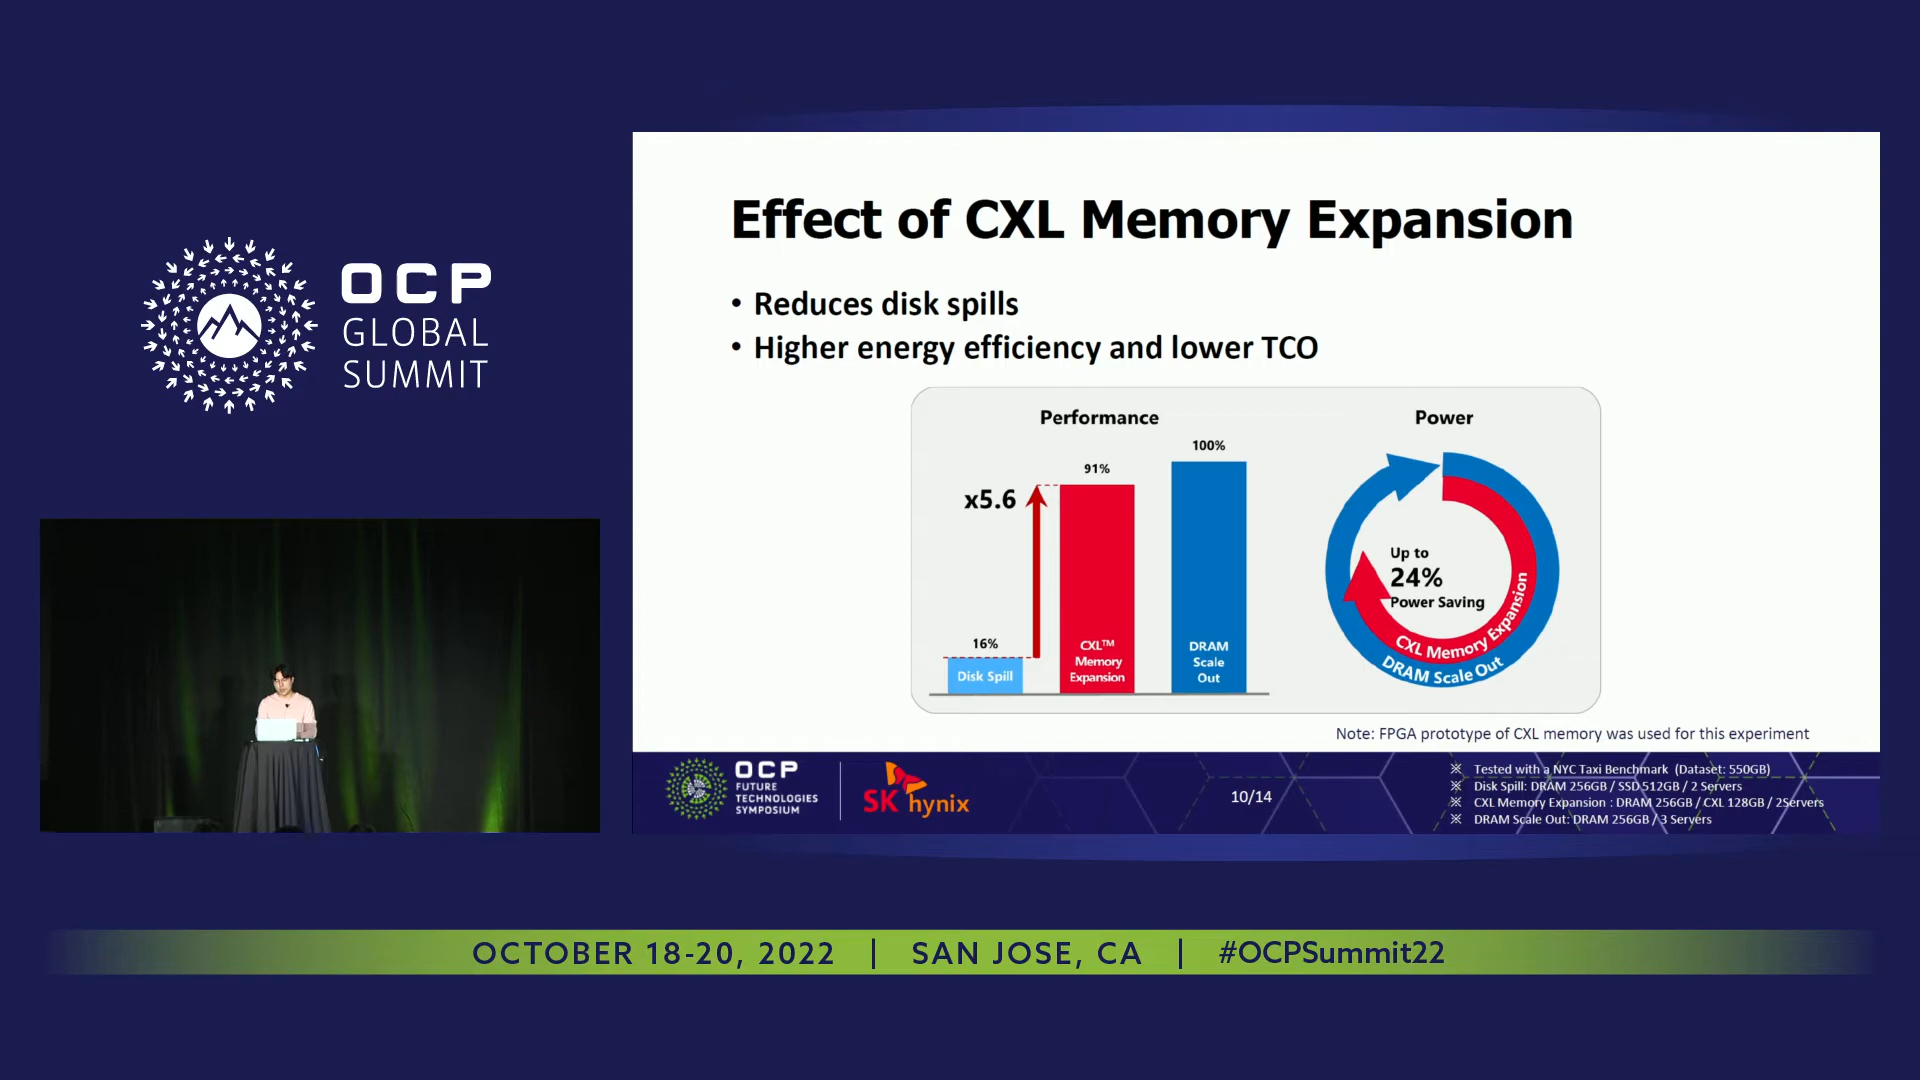 OCP
GLOBAL
SUMMIT
Effect of CXL Memory Expansion
• Reduces disk spills
• Higher energy efficiency and lower TCO
Performance
x5.6
16%
Disk Spill
91%
CXL™
Memory
Expansion
100%
DRAM
Scale
Out
Power
Up to
24%
Power Saving
CXL Memory Expansion
DRAM Scale Out
Note: FPGA prototype of CXL memory was used for this experiment
OCP
FUTURE
TECHNOLOGIES
SYMPOSIUM
SK hynix
10/14
※ Tested with a NYC Taxi Benchmark (Dataset: 550GB)
※ Disk Spill: DRAM 256GB / SSD 512GB / 2 Servers
※ CXL Memory Expansion : DRAM 256GB / CXL 128GB / 2Servers
※ DRAM Scale Out: DRAM 256GB / 3 Servers
OCTOBER 18-20, 2022 | SAN JOSE, CA | #OCPSummit22